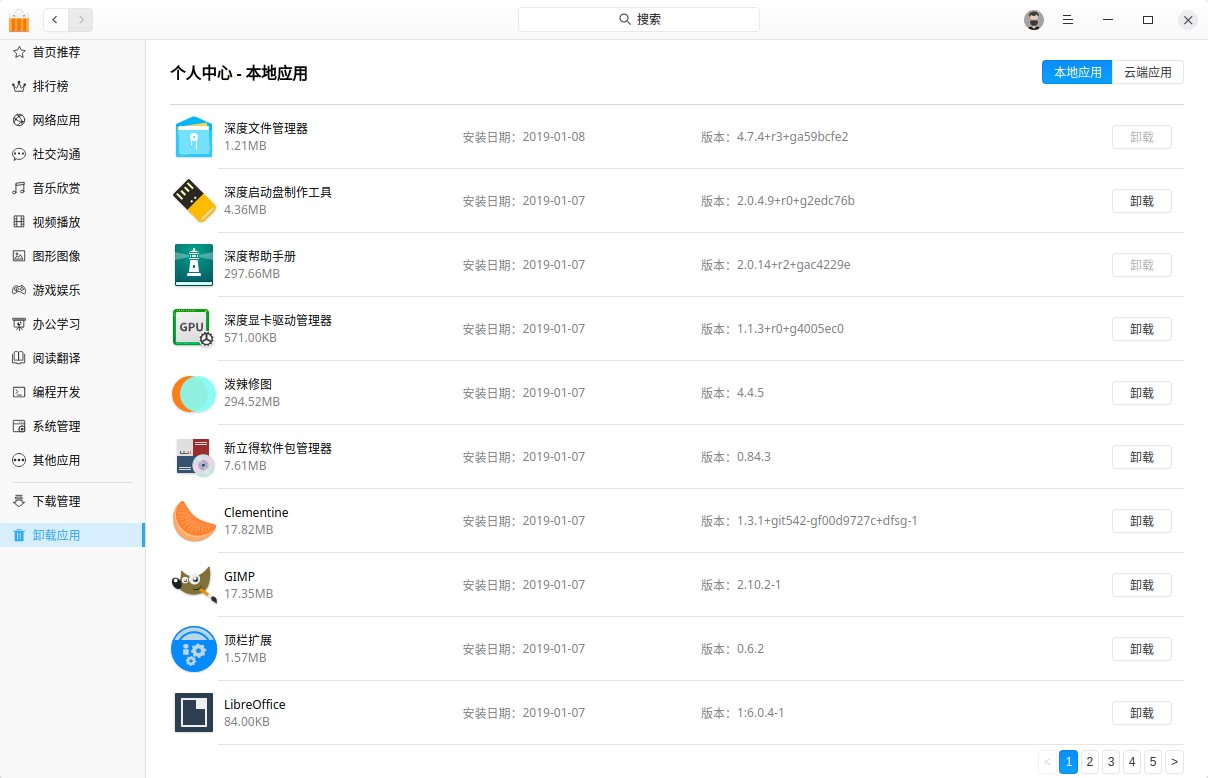 搜索
首页推荐
排行榜
网络应用
社交沟通
音乐欣赏
视频播放
图形图像
游戏娱乐
办公学习
阅读翻译
编程开发
系统管理
其他应用
下载管理
卸载应用
个人中心 - 本地应用
本地应用 云端应用
深度文件管理器
1.21MB
安装日期：2019-01-08 版本：4.7.4+r3+ga59bcfe2 卸载
深度启动盘制作工具
4.36MB
安装日期：2019-01-07 版本：2.0.4.9+r0+g2edc76b 卸载
深度帮助手册
297.66MB
安装日期：2019-01-07 版本：2.0.14+r2+gac4229e 卸载
GPU
深度显卡驱动管理器
571.00KB
安装日期：2019-01-07 版本：1.1.3+r0+g4005ec0 卸载
泼辣修图
294.52MB
安装日期：2019-01-07 版本：4.4.5 卸载
新立得软件包管理器
7.61MB
安装日期：2019-01-07 版本：0.84.3 卸载
Clementine
17.82MB
安装日期：2019-01-07 版本：1.3.1+git542-gf00d9727c+dfsg-1 卸载
GIMP
17.35MB
安装日期：2019-01-07 版本：2.10.2-1 卸载
顶栏扩展
1.57MB
安装日期：2019-01-07 版本：0.6.2 卸载
LibreOffice
84.00KB
安装日期：2019-01-07 版本：1:6.0.4-1 卸载
< 1 2 3 4 5 >